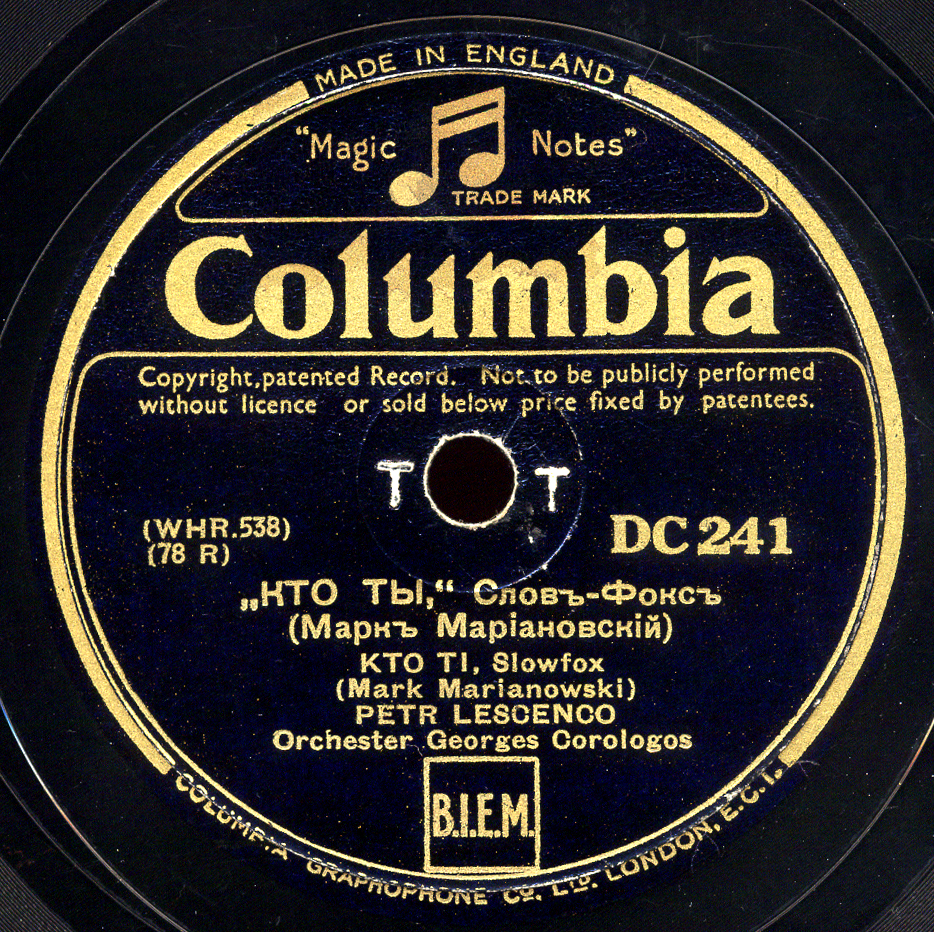 MADE IN ENGLAND
"Magic Notes"
TRADE MARK
Columbia
Copyright, patented Record. Not to be publicly performed
without licence or sold below price fixed by patentees.
T T
(WHR.538)
(78 R)
DC 241
„КТО ТЫ,“ Словъ-Фоксъ
(Маркъ Маріановскій)
KTO TI, Slowfox
(Mark Marianowski)
PETR LESCENCO
Orchester Georges Corologos
B.I.E.M.
COLUMBIA GRAPHOPHONE Co. LTD. LONDON, E.C.1.